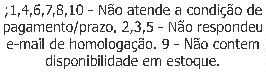 ;1,4,6,7,8,10 - Não atende a condição de
pagamento/prazo, 2,3,5 - Não respondeu
e-mail de homologação. 9 - Não contem
disponibilidade em estoque.